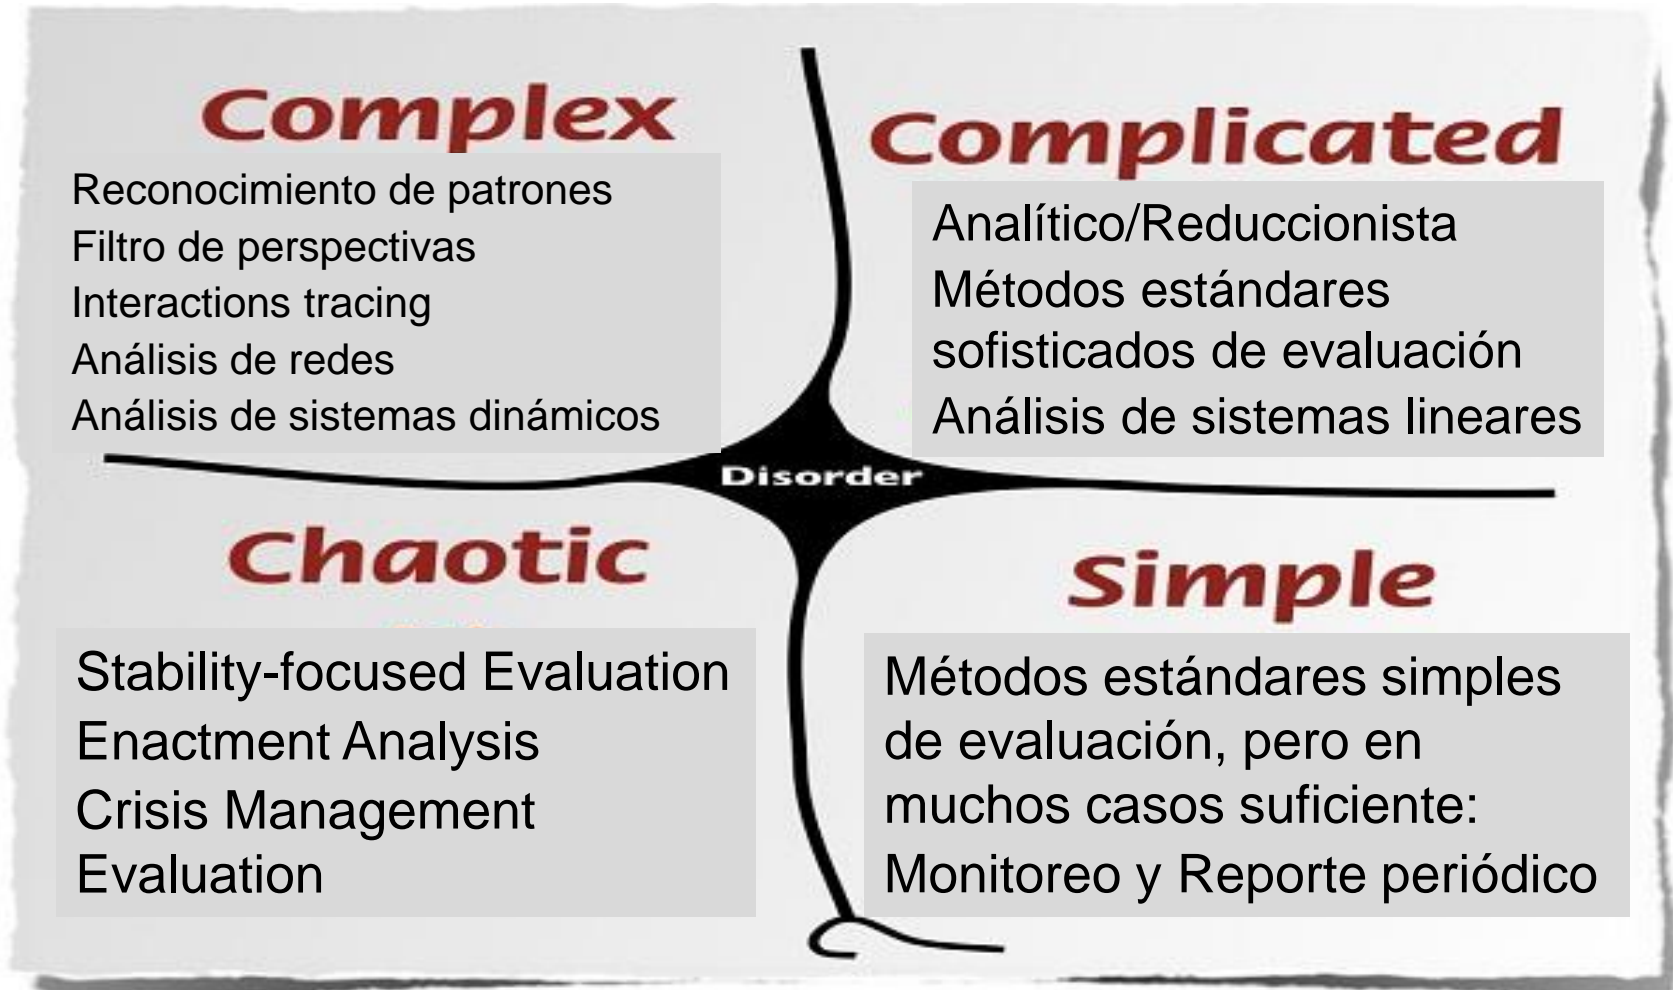 Complex
Reconocimiento de patrones
Filtro de perspectivas
Interactions tracing
Análisis de redes
Análisis de sistemas dinámicos
Complicated
Analítico/Reduccionista
Métodos estándares
sofisticados de evaluación
Análisis de sistemas lineares
Disorder
Chaotic
Stability-focused Evaluation
Enactment Analysis
Crisis Management
Evaluation
Simple
Métodos estándares simples
de evaluación, pero en
muchos casos suficiente:
Monitoreo y Reporte periódico